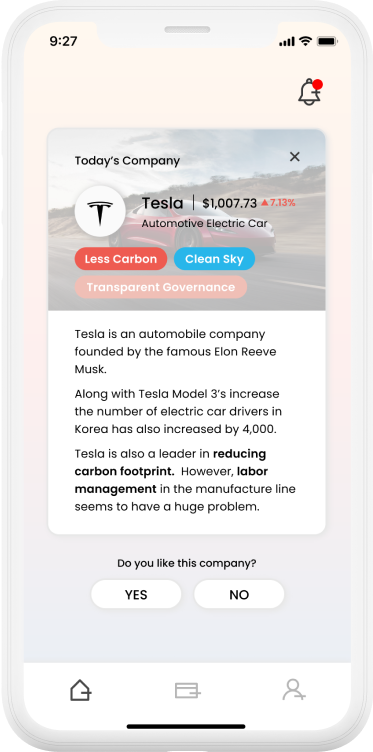 9:27
Today's Company
Tesla | $1,007.73 ▲7.13%
Automotive Electric Car
Less Carbon
Clean Sky
Transparent Governance
Tesla is an automobile company
founded by the famous Elon Reeve
Musk.
Along with Tesla Model 3's increase
the number of electric car drivers in
Korea has also increased by 4,000.
Tesla is also a leader in reducing
carbon footprint. However, labor
management in the manufacture line
seems to have a huge problem.
Do you like this company?
YES
NO